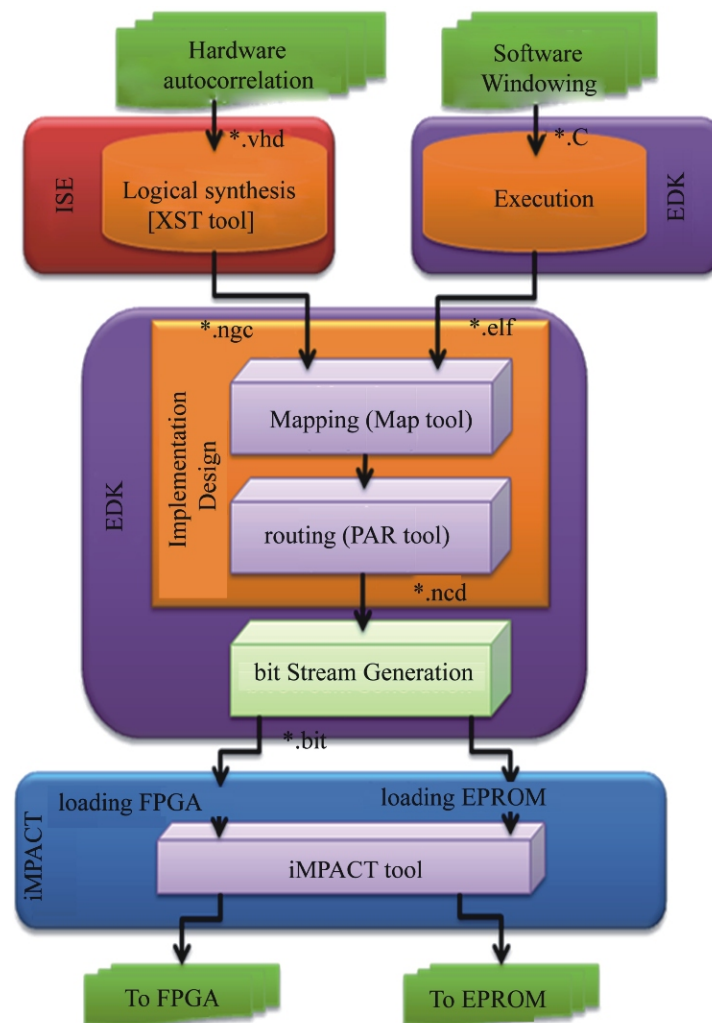 Hardware
autocorrelation
Software
Windowing
*.vhd
*.C
ISE
Logical synthesis
[XST tool]
Execution
EDK
*.ngc
*.elf
Mapping (Map tool)
Implementation
Design
EDK
routing (PAR tool)
*.ncd
bit Stream Generation
*.bit
loading FPGA
loading EPROM
iMPACT
iMPACT tool
To FPGA
To EPROM